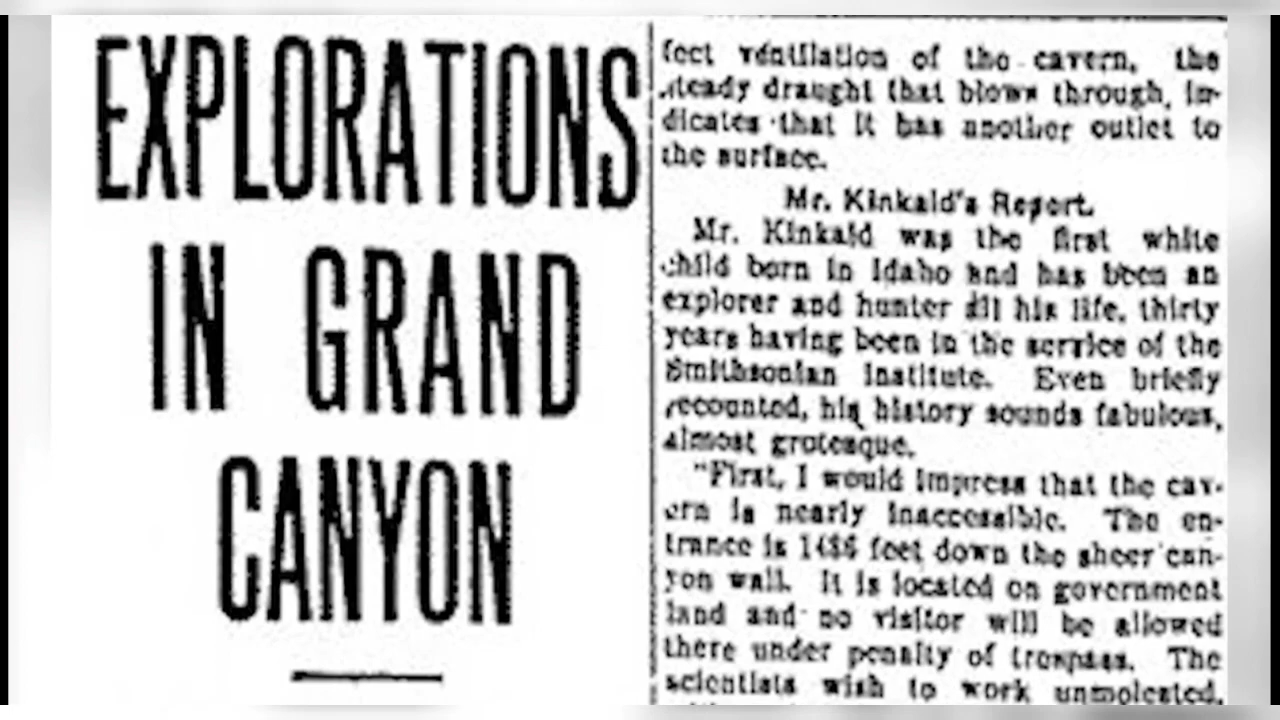 EXPLORATIONS
IN GRAND
CANYON
fect ventilation of the cavern, the
steady draught that blows through, in-
dicates that it has another outlet to
the surface.
Mr. Kinkaid's Report.
Mr. Kinkaid was the first white
child born in Idaho and has been an
explorer and hunter all his life, thirty
years having been in the service of the
Smithsonian Institute. Even briefly
recounted, his history sounds fabulous,
almost grotesque.
"First, I would impress that the cav-
ern is nearly inaccessible. The en-
trance is 1486 feet down the sheer can-
yon wall. It is located on government
land and no visitor will be allowed
there under penalty of trespass. The
scientists wish to work unmolested,